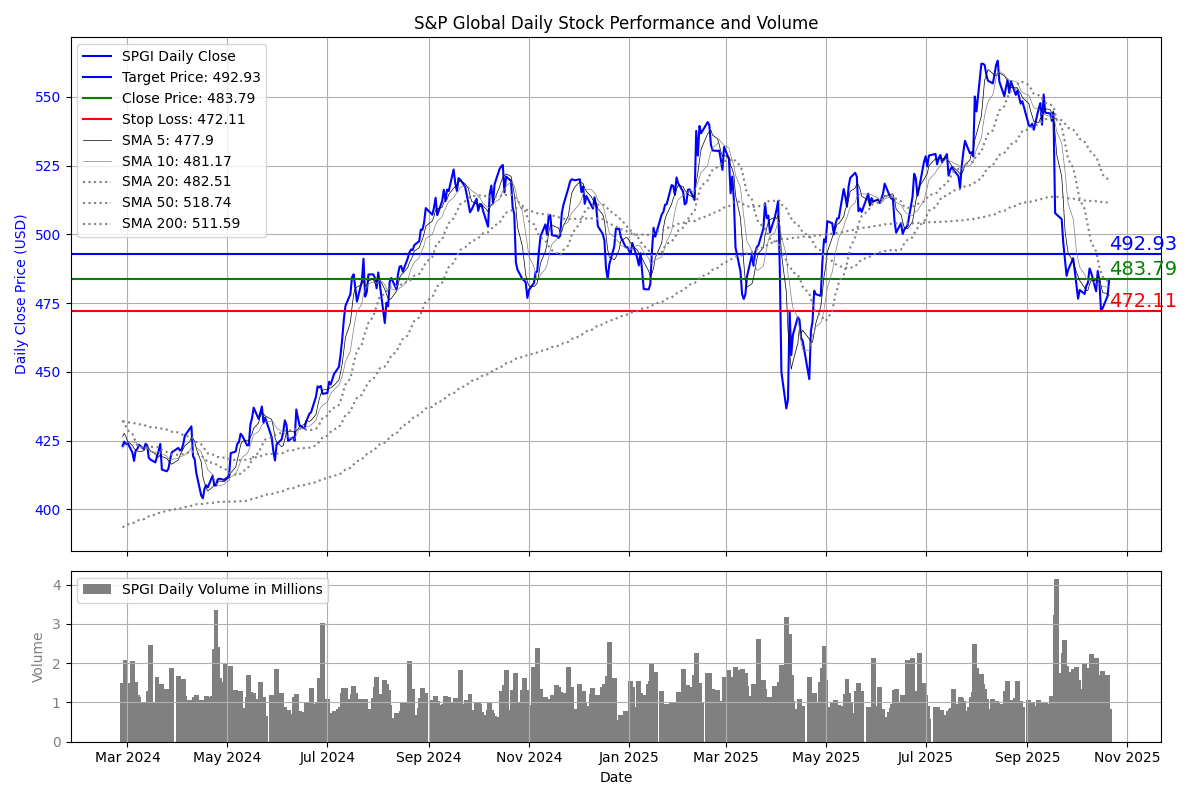 S&P Global Daily Stock Performance and Volume
SPGI Daily Close
Target Price: 492.93
Close Price: 483.79
Stop Loss: 472.11
SMA 5: 477.9
SMA 10: 481.17
SMA 20: 482.51
SMA 50: 518.74
SMA 200: 511.59
Daily Close Price (USD)
550
525
500
475
450
425
400
492.93
483.79
472.11
SPGI Daily Volume in Millions
Volume
4
3
2
1
0
Mar 2024 May 2024 Jul 2024 Sep 2024 Nov 2024 Jan 2025 Mar 2025 May 2025 Jul 2025 Sep 2025 Nov 2025
Date